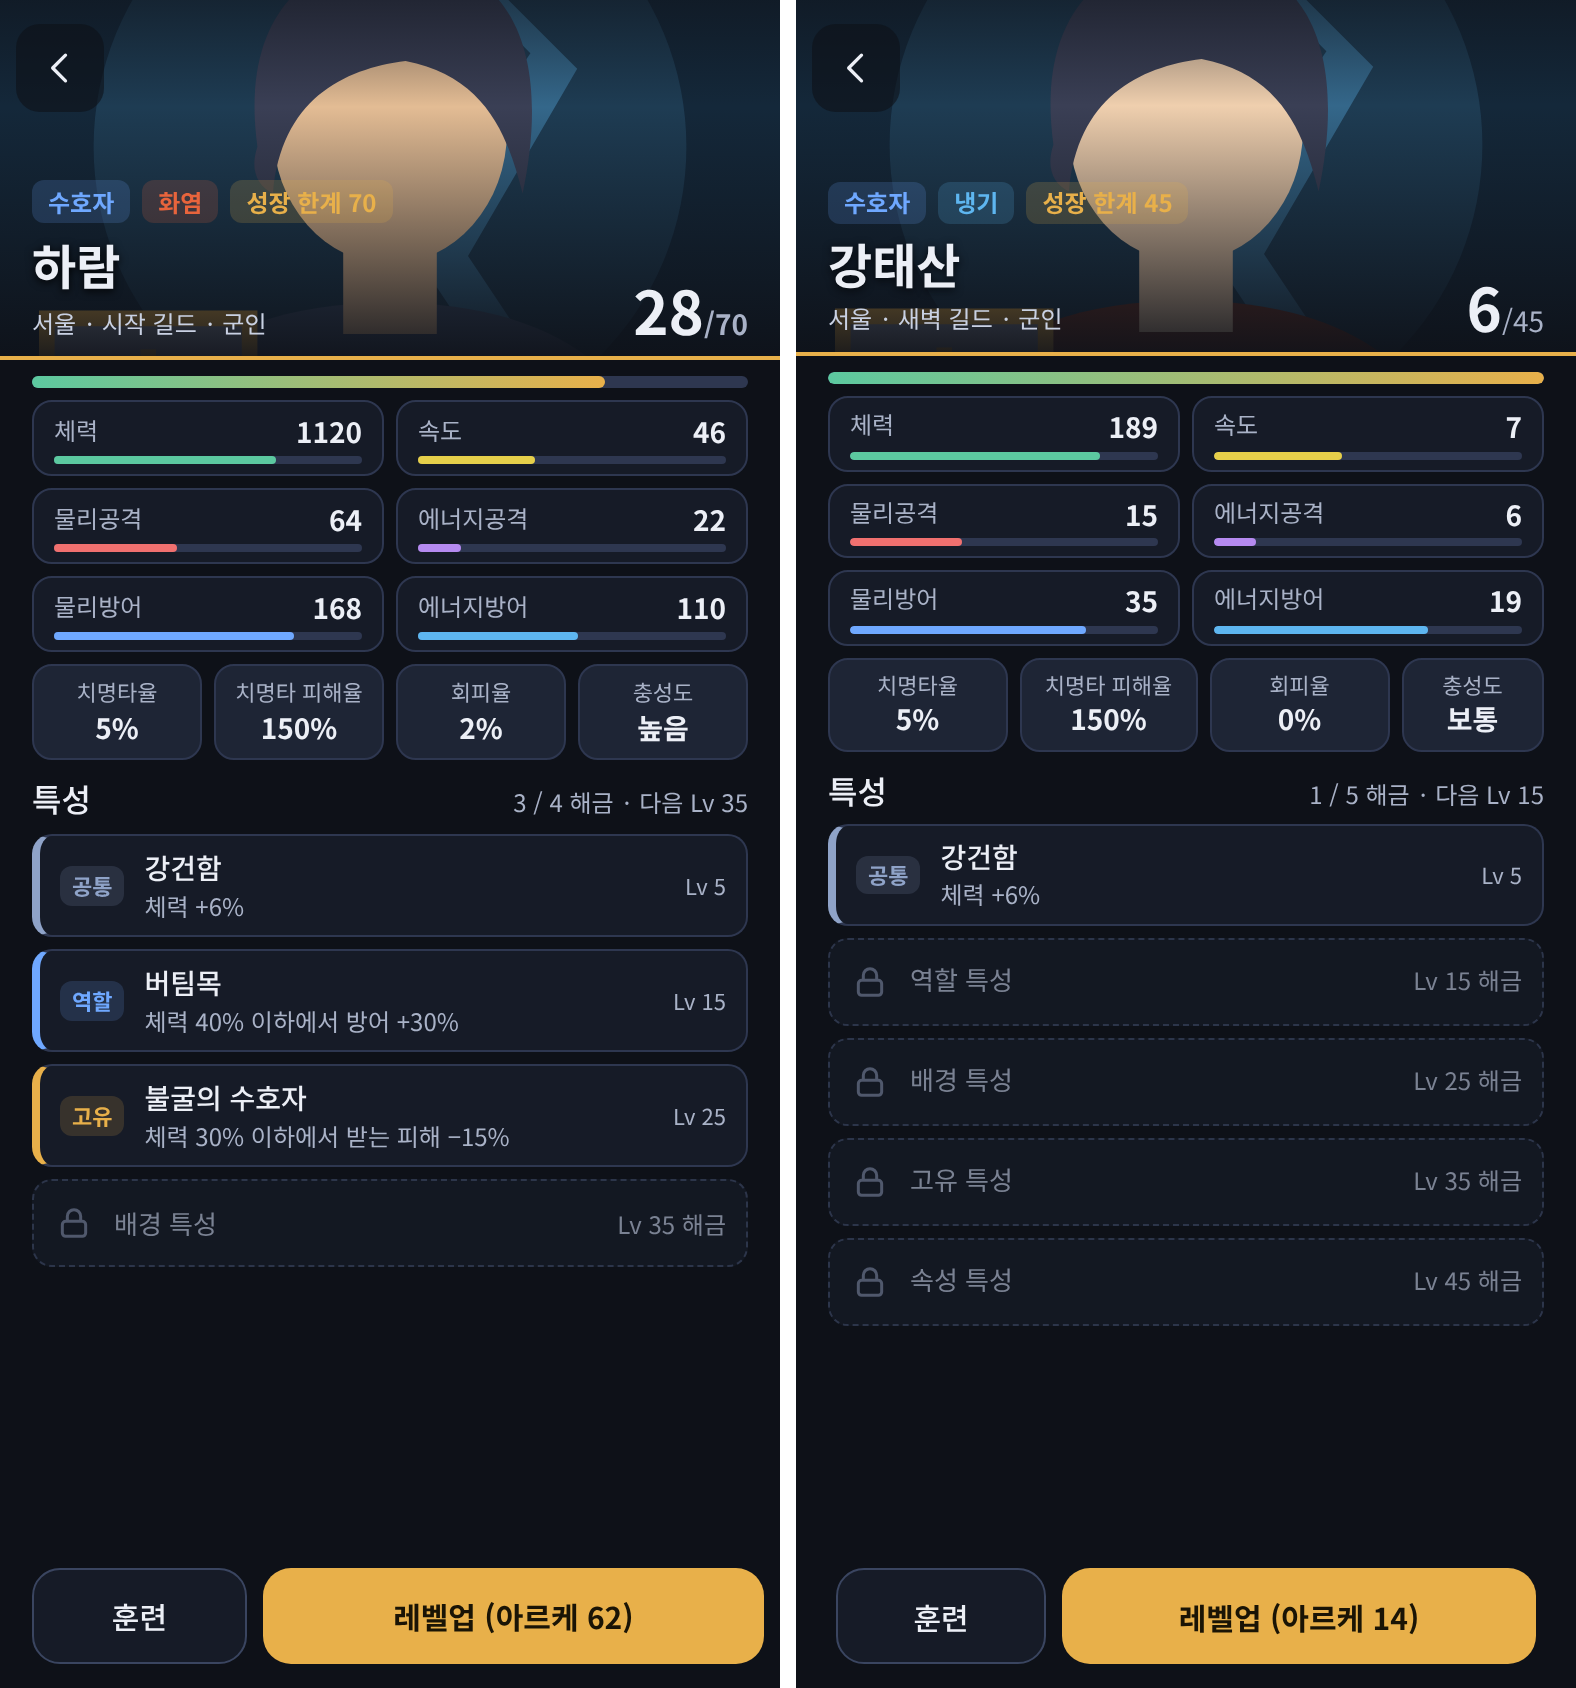 수호자 화염 성장 한계 70
하람
서울 · 시작 길드 · 군인
28/70
체력 1120
속도 46
물리공격 64
에너지공격 22
물리방어 168
에너지방어 110
치명타율 치명타 피해율 회피율 충성도
5% 150% 2% 높음
특성 3 / 4 해금 · 다음 Lv 35
공통 강건함 Lv 5
체력 +6%
역할 버팀목 Lv 15
체력 40% 이하에서 방어 +30%
고유 불굴의 수호자 Lv 25
체력 30% 이하에서 받는 피해 −15%
배경 특성 Lv 35 해금
훈련 레벨업 (아르케 62)
수호자 냉기 성장 한계 45
강태산
서울 · 새벽 길드 · 군인
6/45
체력 189
속도 7
물리공격 15
에너지공격 6
물리방어 35
에너지방어 19
치명타율 치명타 피해율 회피율 충성도
5% 150% 0% 보통
특성 1 / 5 해금 · 다음 Lv 15
공통 강건함 Lv 5
체력 +6%
역할 특성 Lv 15 해금
배경 특성 Lv 25 해금
고유 특성 Lv 35 해금
속성 특성 Lv 45 해금
훈련 레벨업 (아르케 14)